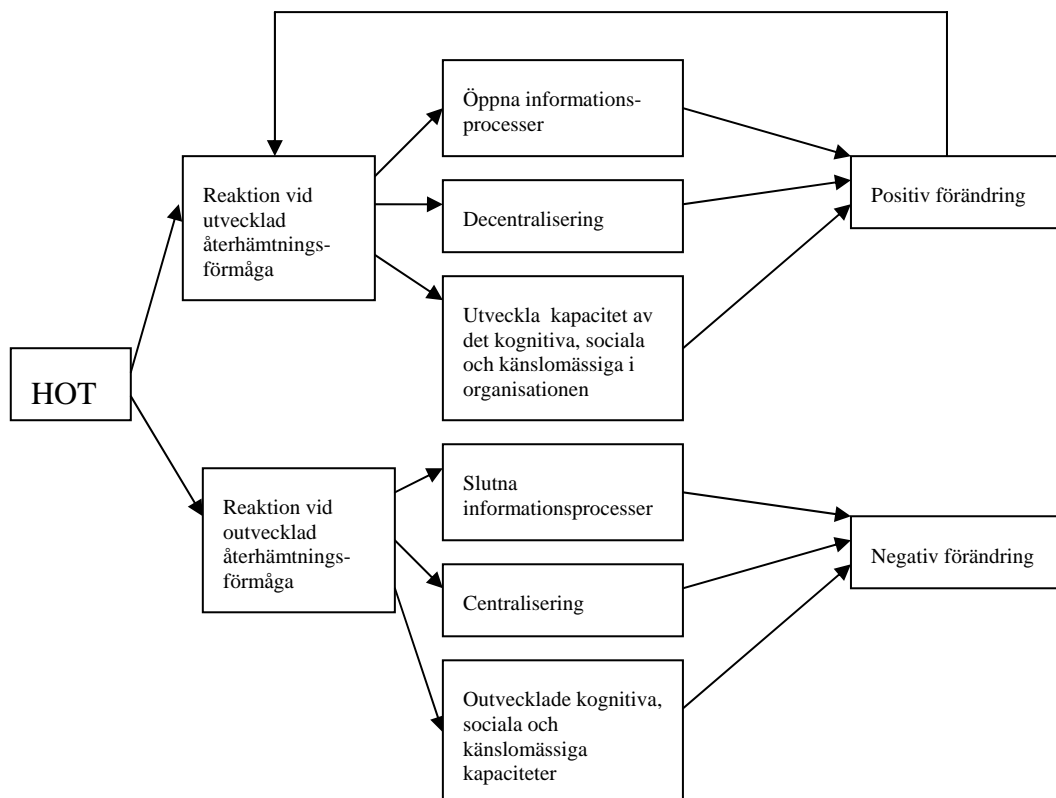 Öppna informations-
processer
Reaktion vid
utvecklad
återhämtnings-
förmåga
Decentralisering
Positiv förändring
Utveckla  kapacitet av
det kognitiva, sociala
och känslomässiga i
organisationen
HOT
Reaktion vid
outvecklad
återhämtnings-
förmåga
Slutna
informationsprocesser
Centralisering
Negativ förändring
Outvecklade kognitiva,
sociala och
känslomässiga
kapaciteter